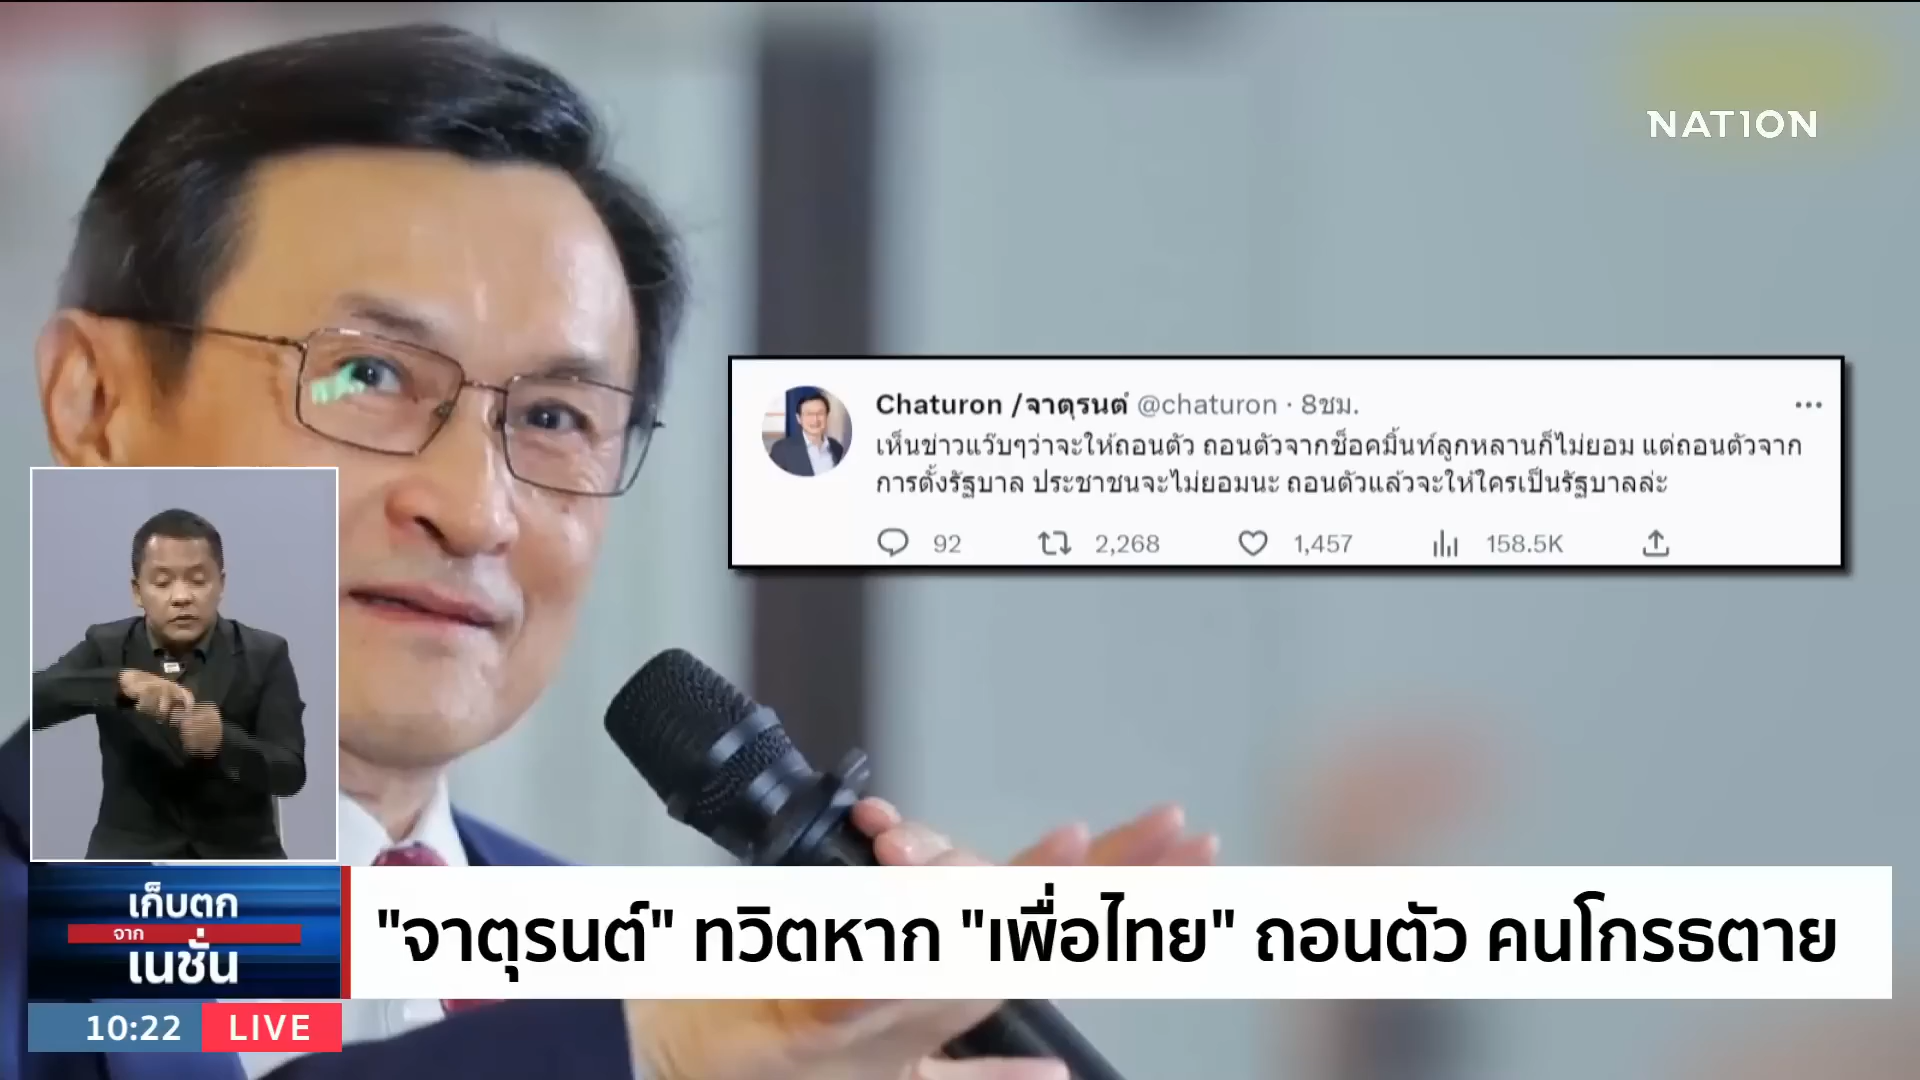 NATION
Chaturon /จาตุรนต์ @chaturon · 8ชม.
เห็นข่าวแว๊บๆว่าจะให้ถอนตัว ถอนตัวจากช็อคมิ้นท์ลูกหลานก็ไม่ยอม แต่ถอนตัวจาก
การตั้งรัฐบาล ประชาชนจะไม่ยอมนะ ถอนตัวแล้วจะให้ใครเป็นรัฐบาลล่ะ
92 2,268 1,457 158.5K
เก็บตก
จาก
เนชั่น
"จาตุรนต์" ทวิตหาก "เพื่อไทย" ถอนตัว คนโกรธตาย
10:22 LIVE